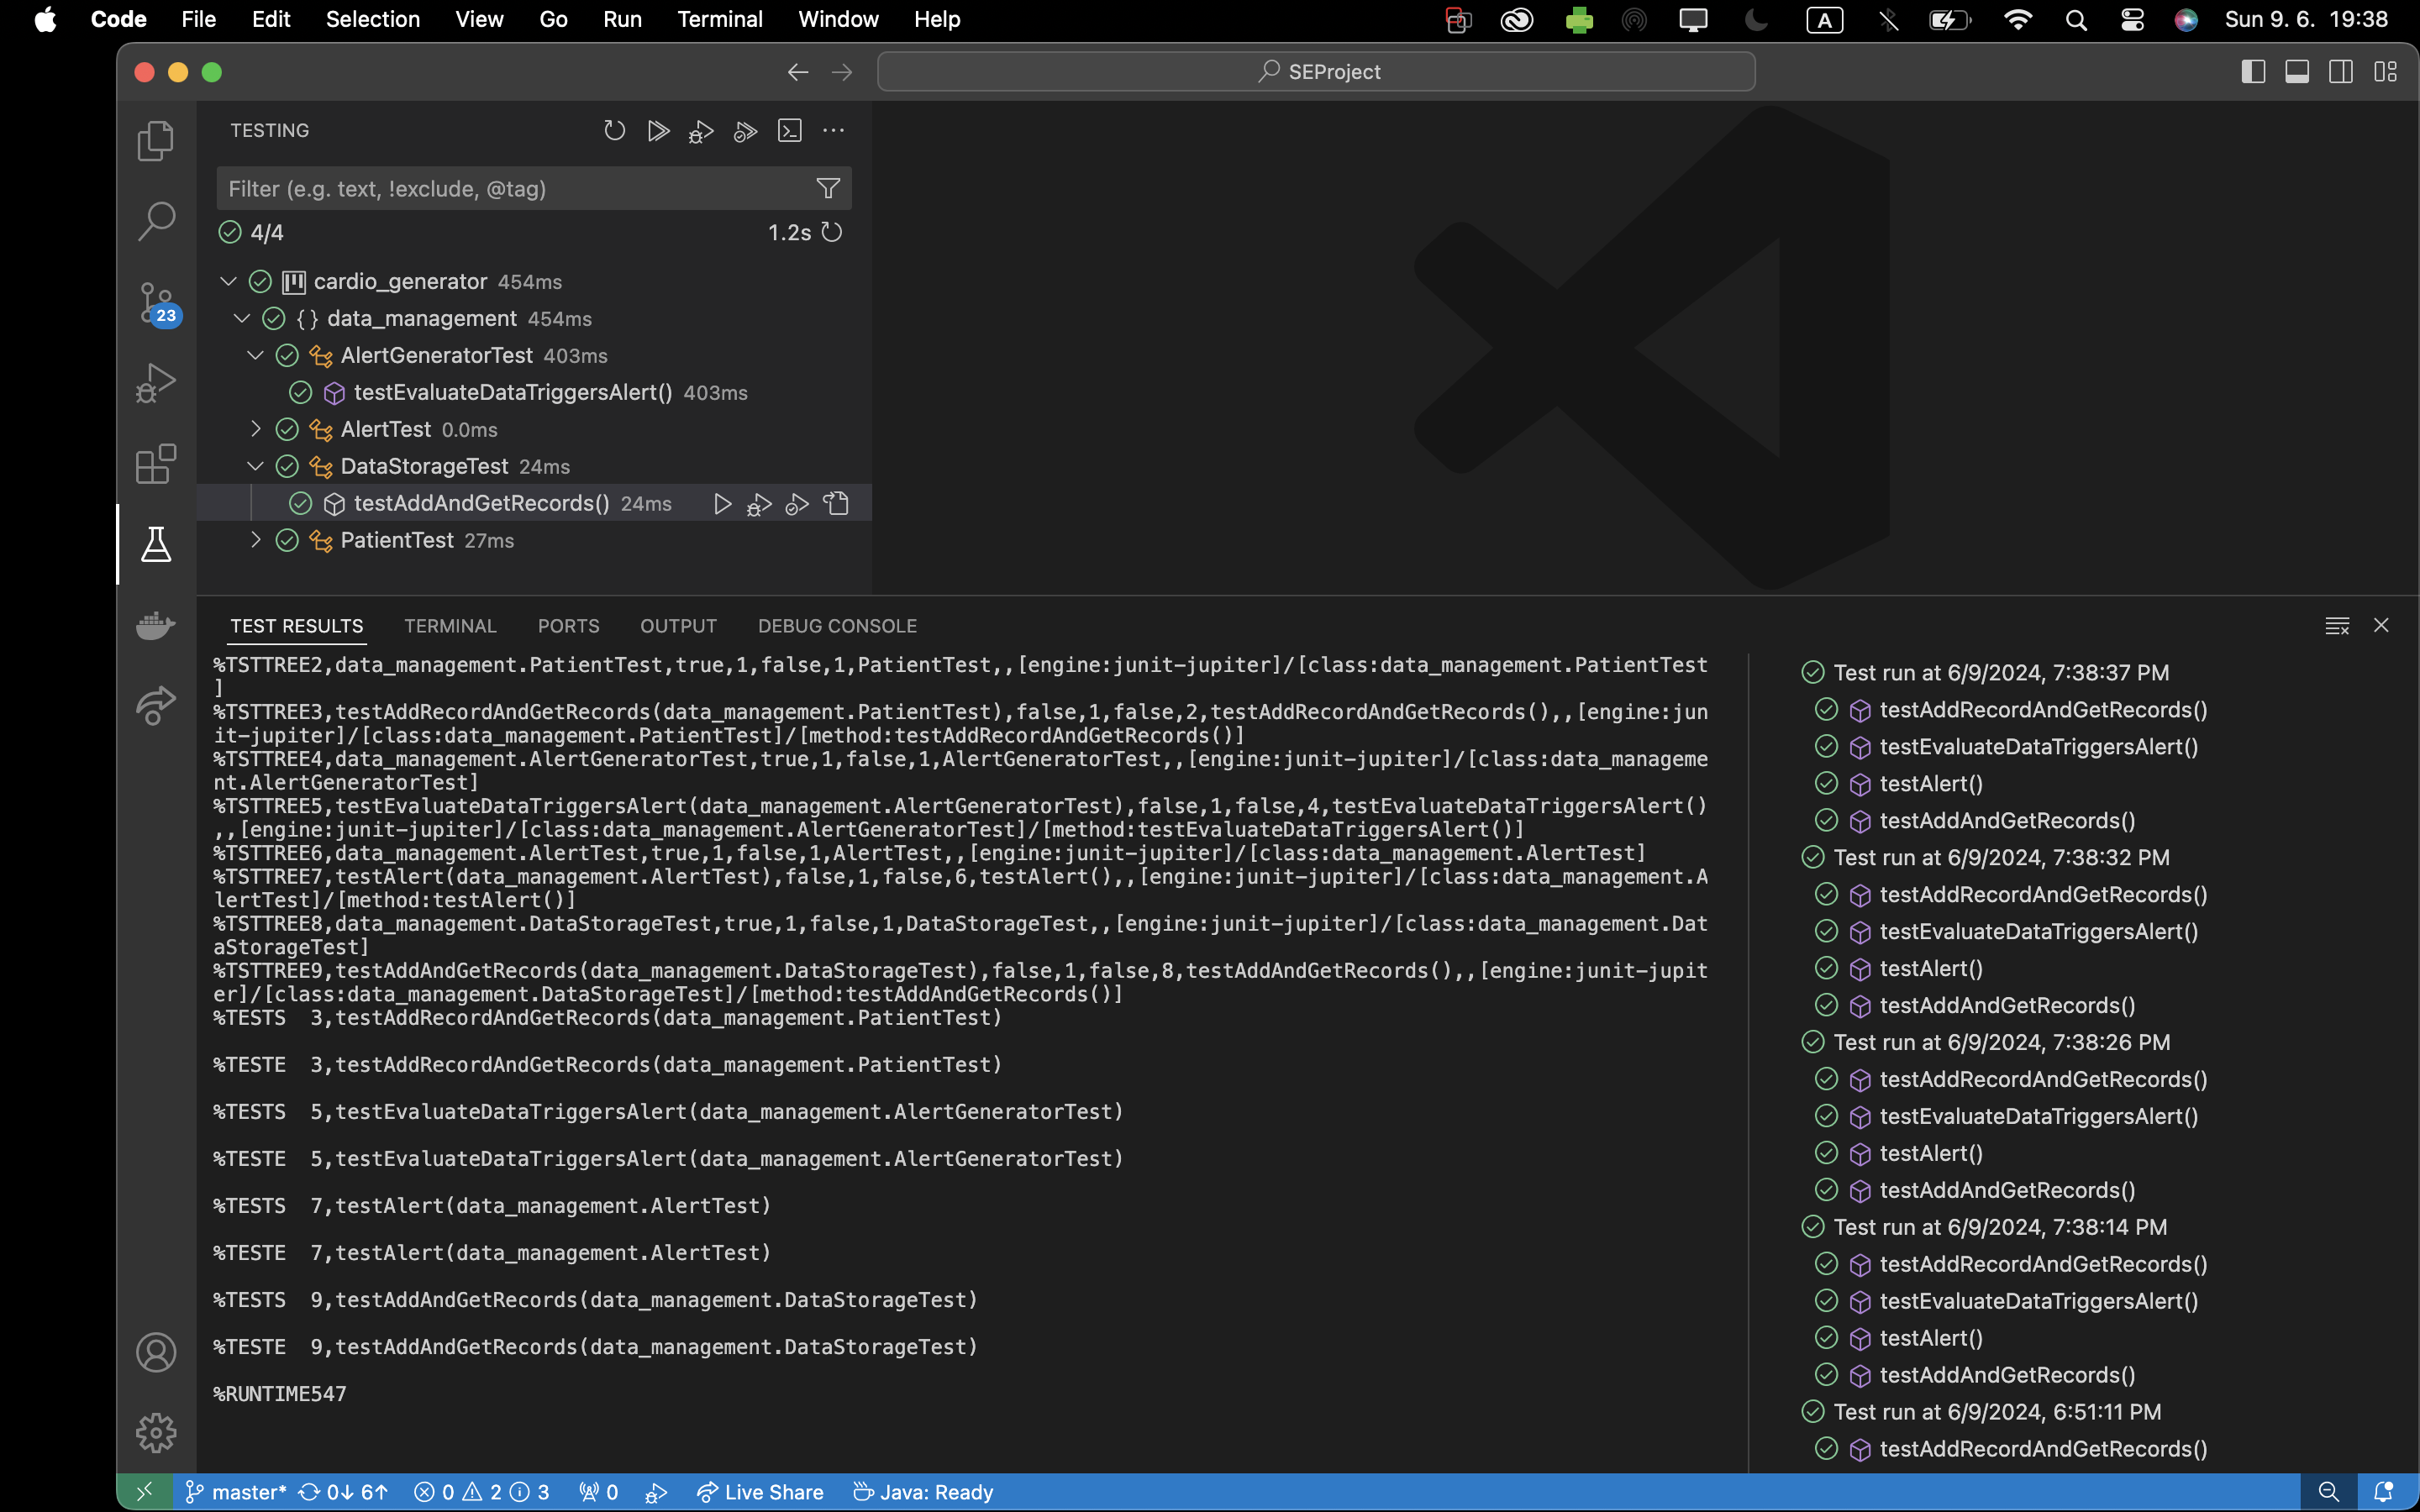 Code File Edit Selection View Go Run Terminal Window Help A Sun 9. 6. 19:38
SEProject
TESTING
Filter (e.g. text, !exclude, @tag)
4/4 1.2s
cardio_generator 454ms
23 {} data_management 454ms
AlertGeneratorTest 403ms
testEvaluateDataTriggersAlert() 403ms
AlertTest 0.0ms
DataStorageTest 24ms
testAddAndGetRecords() 24ms
PatientTest 27ms
TEST RESULTS TERMINAL PORTS OUTPUT DEBUG CONSOLE
%TSTTREE2,data_management.PatientTest,true,1,false,1,PatientTest,,[engine:junit-jupiter]/[class:data_management.PatientTest
]
%TSTTREE3,testAddRecordAndGetRecords(data_management.PatientTest),false,1,false,2,testAddRecordAndGetRecords(),,[engine:jun
it-jupiter]/[class:data_management.PatientTest]/[method:testAddRecordAndGetRecords()]
%TSTTREE4,data_management.AlertGeneratorTest,true,1,false,1,AlertGeneratorTest,,[engine:junit-jupiter]/[class:data_manageme
nt.AlertGeneratorTest]
%TSTTREE5,testEvaluateDataTriggersAlert(data_management.AlertGeneratorTest),false,1,false,4,testEvaluateDataTriggersAlert()
,,[engine:junit-jupiter]/[class:data_management.AlertGeneratorTest]/[method:testEvaluateDataTriggersAlert()]
%TSTTREE6,data_management.AlertTest,true,1,false,1,AlertTest,,[engine:junit-jupiter]/[class:data_management.AlertTest]
%TSTTREE7,testAlert(data_management.AlertTest),false,1,false,6,testAlert(),,[engine:junit-jupiter]/[class:data_management.A
lertTest]/[method:testAlert()]
%TSTTREE8,data_management.DataStorageTest,true,1,false,1,DataStorageTest,,[engine:junit-jupiter]/[class:data_management.Dat
aStorageTest]
%TSTTREE9,testAddAndGetRecords(data_management.DataStorageTest),false,1,false,8,testAddAndGetRecords(),,[engine:junit-jupit
er]/[class:data_management.DataStorageTest]/[method:testAddAndGetRecords()]
%TESTS  3,testAddRecordAndGetRecords(data_management.PatientTest)
%TESTE  3,testAddRecordAndGetRecords(data_management.PatientTest)
%TESTS  5,testEvaluateDataTriggersAlert(data_management.AlertGeneratorTest)
%TESTE  5,testEvaluateDataTriggersAlert(data_management.AlertGeneratorTest)
%TESTS  7,testAlert(data_management.AlertTest)
%TESTE  7,testAlert(data_management.AlertTest)
%TESTS  9,testAddAndGetRecords(data_management.DataStorageTest)
%TESTE  9,testAddAndGetRecords(data_management.DataStorageTest)
%RUNTIME547
Test run at 6/9/2024, 7:38:37 PM
testAddRecordAndGetRecords()
testEvaluateDataTriggersAlert()
testAlert()
testAddAndGetRecords()
Test run at 6/9/2024, 7:38:32 PM
testAddRecordAndGetRecords()
testEvaluateDataTriggersAlert()
testAlert()
testAddAndGetRecords()
Test run at 6/9/2024, 7:38:26 PM
testAddRecordAndGetRecords()
testEvaluateDataTriggersAlert()
testAlert()
testAddAndGetRecords()
Test run at 6/9/2024, 7:38:14 PM
testAddRecordAndGetRecords()
testEvaluateDataTriggersAlert()
testAlert()
testAddAndGetRecords()
Test run at 6/9/2024, 6:51:11 PM
testAddRecordAndGetRecords()
master* 0↓ 6↑ 0 2 3 0 Live Share Java: Ready